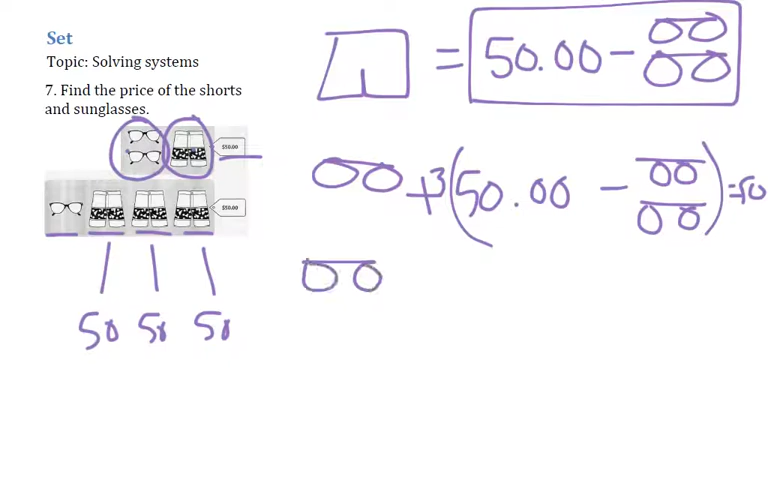 Set
Topic: Solving systems
7. Find the price of the shorts
and sunglasses.
$50.00
$50.00
= 50.00 -
+3(50.00 - ) = 50
50 50 50